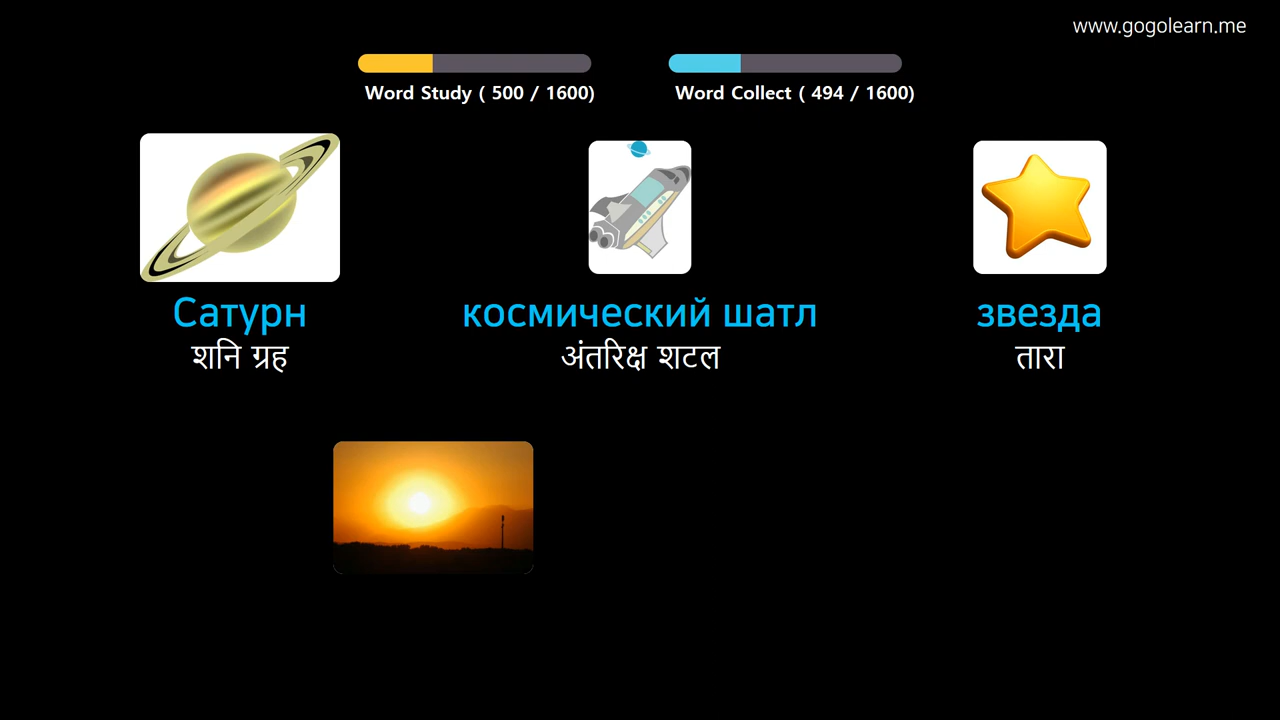 www.gogolearn.me
Word Study ( 500 / 1600)
Word Collect ( 494 / 1600)
Сатурн
शनि ग्रह
космический шатл
अंतरिक्ष शटल
звезда
तारा